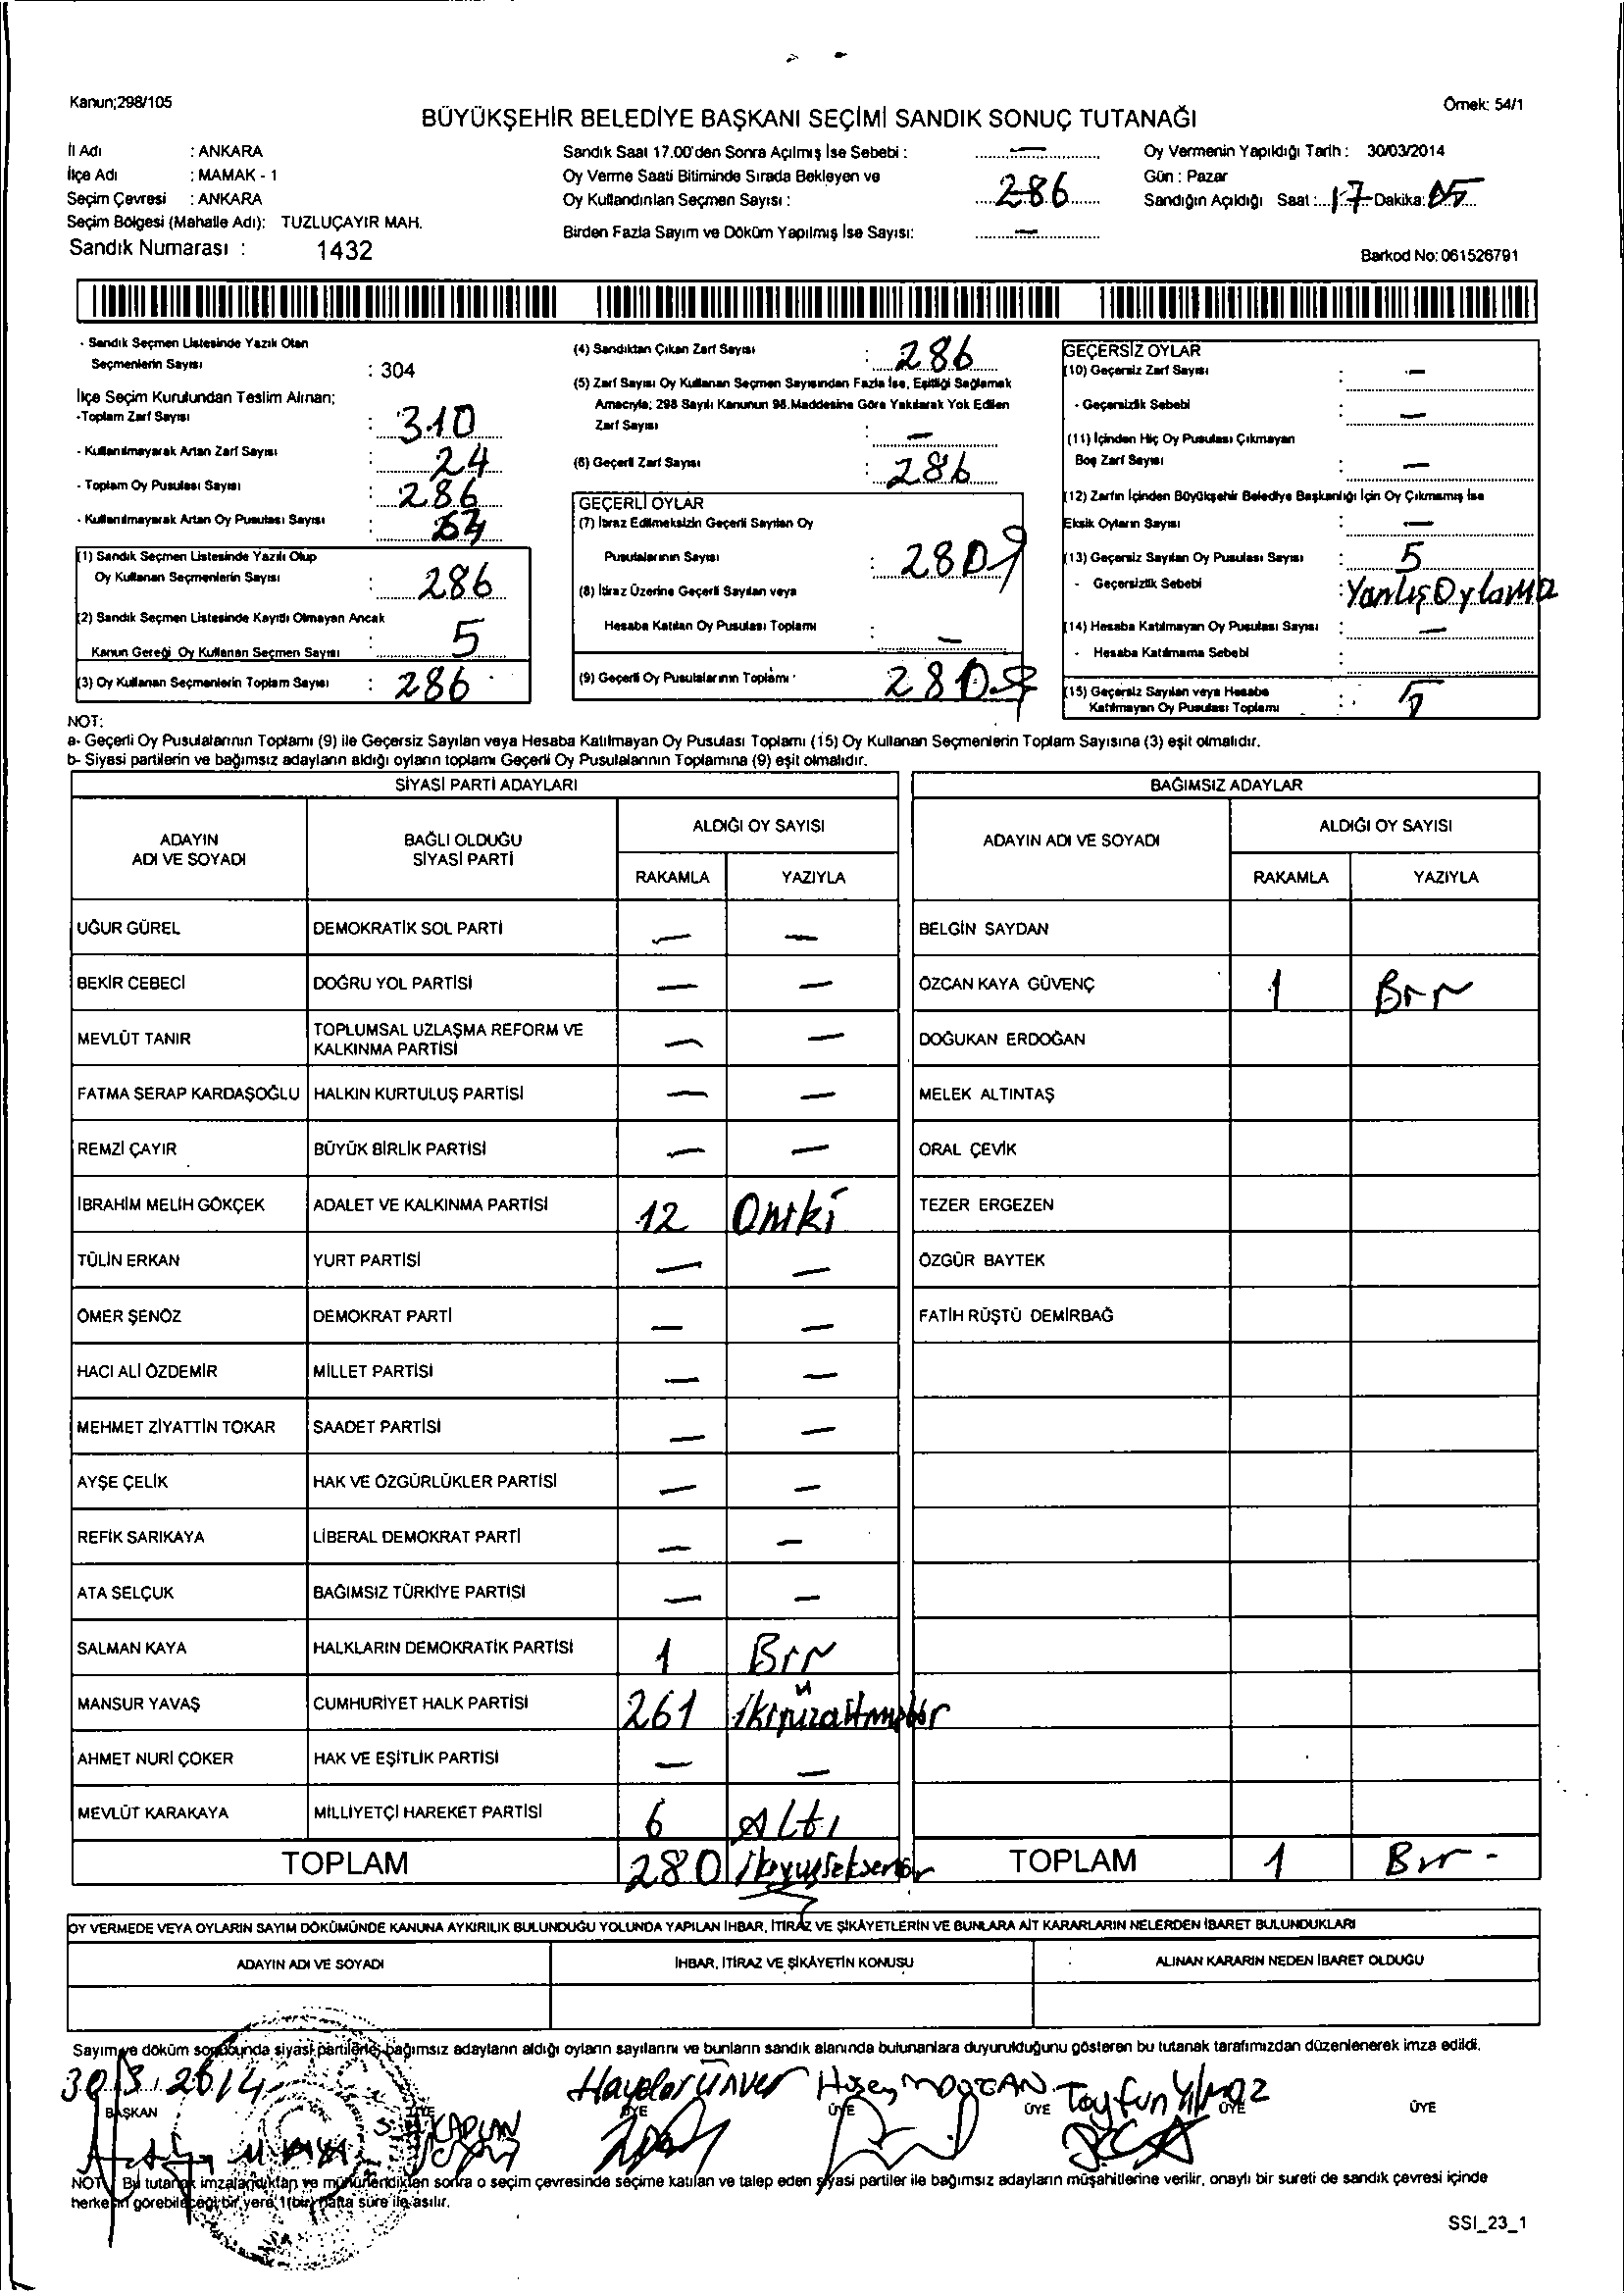 Kanun;298/105
Örnek: 54/1
BÜYÜKŞEHİR BELEDİYE BAŞKANI SEÇİMİ SANDIK SONUÇ TUTANAĞI
İl Adı : ANKARA
İlçe Adı : MAMAK - 1
Seçim Çevresi : ANKARA
Seçim Bölgesi (Mahalle Adı): TUZLUÇAYIR MAH.
Sandık Numarası : 1432
Sandık Saat 17.00'den Sonra Açılmış İse Sebebi : —
Oy Verme Saati Bitiminde Sırada Bekleyen ve
Oy Kullandırılan Seçmen Sayısı : 286
Birden Fazla Sayım ve Döküm Yapılmış İse Sayısı: —
Oy Vermenin Yapıldığı Tarih : 30/03/2014
Gün : Pazar
Sandığın Açıldığı Saat : 17 Dakika: 05
Barkod No: 061526791
- Sandık Seçmen Listesinde Yazılı Olan
Seçmenlerin Sayısı : 304
İlçe Seçim Kurulundan Teslim Alınan;
-Toplam Zarf Sayısı : 310
- Kullanılmayarak Artan Zarf Sayısı : 24
- Toplam Oy Pusulası Sayısı : 286
- Kullanılmayarak Artan Oy Pusulası Sayısı :
(1) Sandık Seçmen Listesinde Yazılı Olup
Oy Kullanan Seçmenlerin Sayısı : 286
(2) Sandık Seçmen Listesinde Kayıtlı Olmayan Ancak
Kanun Gereği Oy Kullanan Seçmen Sayısı : 5
(3) Oy Kullanan Seçmenlerin Toplam Sayısı : 286
(4) Sandıktan Çıkan Zarf Sayısı : 286
(5) Zarf Sayısı Oy Kullanan Seçmen Sayısından Fazla İse, Eşitliği Sağlamak
Amacıyla; 298 Sayılı Kanunun 98.Maddesine Göre Yakılarak Yok Edilen
Zarf Sayısı : —
(6) Geçerli Zarf Sayısı : 286
GEÇERLİ OYLAR
(7) İtiraz Edilmeksizin Geçerli Sayılan Oy
Pusulalarının Sayısı : 280
(8) İtiraz Üzerine Geçerli Sayılan veya
Hesaba Katılan Oy Pusulası Toplamı : —
(9) Geçerli Oy Pusulalarının Toplamı : 280
GEÇERSİZ OYLAR
(10) Geçersiz Zarf Sayısı : —
- Geçersizlik Sebebi : —
(11) İçinden Hiç Oy Pusulası Çıkmayan
Boş Zarf Sayısı : —
(12) Zarfın İçinden Büyükşehir Belediye Başkanlığı İçin Oy Çıkmamış İse
Eksik Oyların Sayısı : —
(13) Geçersiz Sayılan Oy Pusulası Sayısı : 5
- Geçersizlik Sebebi : Yanlış Oylama
(14) Hesaba Katılmayan Oy Pusulası Sayısı : —
- Hesaba Katılmama Sebebi :
(15) Geçersiz Sayılan veya Hesaba
Katılmayan Oy Pusulası Toplamı : 5
NOT:
a- Geçerli Oy Pusulalarının Toplamı (9) ile Geçersiz Sayılan veya Hesaba Katılmayan Oy Pusulası Toplamı (15) Oy Kullanan Seçmenlerin Toplam Sayısına (3) eşit olmalıdır.
b- Siyasi partilerin ve bağımsız adayların aldığı oyların toplamı Geçerli Oy Pusulalarının Toplamına (9) eşit olmalıdır.
SİYASİ PARTİ ADAYLARI
ADAYIN ADI VE SOYADI
BAĞLI OLDUĞU SİYASİ PARTİ
ALDIĞI OY SAYISI
RAKAMLA YAZIYLA
UĞUR GÜREL DEMOKRATİK SOL PARTİ — —
BEKİR CEBECİ DOĞRU YOL PARTİSİ — —
MEVLÜT TANIR TOPLUMSAL UZLAŞMA REFORM VE KALKINMA PARTİSİ — —
FATMA SERAP KARDAŞOĞLU HALKIN KURTULUŞ PARTİSİ — —
REMZİ ÇAYIR BÜYÜK BİRLİK PARTİSİ — —
İBRAHİM MELİH GÖKÇEK ADALET VE KALKINMA PARTİSİ 12 Oniki
TÜLİN ERKAN YURT PARTİSİ — —
ÖMER ŞENÖZ DEMOKRAT PARTİ — —
HACI ALİ ÖZDEMİR MİLLET PARTİSİ — —
MEHMET ZİYATTİN TOKAR SAADET PARTİSİ — —
AYŞE ÇELİK HAK VE ÖZGÜRLÜKLER PARTİSİ — —
REFİK SARIKAYA LİBERAL DEMOKRAT PARTİ — —
ATA SELÇUK BAĞIMSIZ TÜRKİYE PARTİSİ — —
SALMAN KAYA HALKLARIN DEMOKRATİK PARTİSİ 1 Bir
MANSUR YAVAŞ CUMHURİYET HALK PARTİSİ 261 ikiyüzaltmışbir
AHMET NURİ ÇOKER HAK VE EŞİTLİK PARTİSİ — —
MEVLÜT KARAKAYA MİLLİYETÇİ HAREKET PARTİSİ 6 Altı
TOPLAM 280
BAĞIMSIZ ADAYLAR
ADAYIN ADI VE SOYADI
ALDIĞI OY SAYISI
RAKAMLA YAZIYLA
BELGİN SAYDAN
ÖZCAN KAYA GÜVENÇ 1 Bir
DOĞUKAN ERDOĞAN
MELEK ALTINTAŞ
ORAL ÇEVİK
TEZER ERGEZEN
ÖZGÜR BAYTEK
FATİH RÜŞTÜ DEMİRBAĞ
TOPLAM 1 Bir -
OY VERMEDE VEYA OYLARIN SAYIM DÖKÜMÜNDE KANUNA AYKIRILIK BULUNDUĞU YOLUNDA YAPILAN İHBAR, İTİRAZ VE ŞİKÂYETLERİN VE BUNLARA AİT KARARLARIN NELERDEN İBARET BULUNDUKLARI
ADAYIN ADI VE SOYADI
İHBAR, İTİRAZ VE ŞİKÂYETİN KONUSU
ALINAN KARARIN NEDEN İBARET OLDUĞU
Sayım ve döküm sonucunda siyasi partilerle, bağımsız adayların aldığı oyların sayılarını ve bunların sandık alanında bulunanlara duyurulduğunu gösteren bu tutanak tarafımızdan düzenlenerek imza edildi.
30.3.2014
Haydar Ünver
Tayfun Yılmaz
BAŞKAN ÜYE ÜYE ÜYE ÜYE ÜYE ÜYE
KAPLAN
NOT: Bu tutanak imzalandıktan ve mühürlendikten sonra o seçim çevresinde seçime katılan ve talep eden siyasi partiler ile bağımsız adayların müşahitlerine verilir, onaylı bir sureti de sandık çevresi içinde
herkesin görebileceği bir yere, 1(bir) hafta süre ile asılır.
SSI_23_1